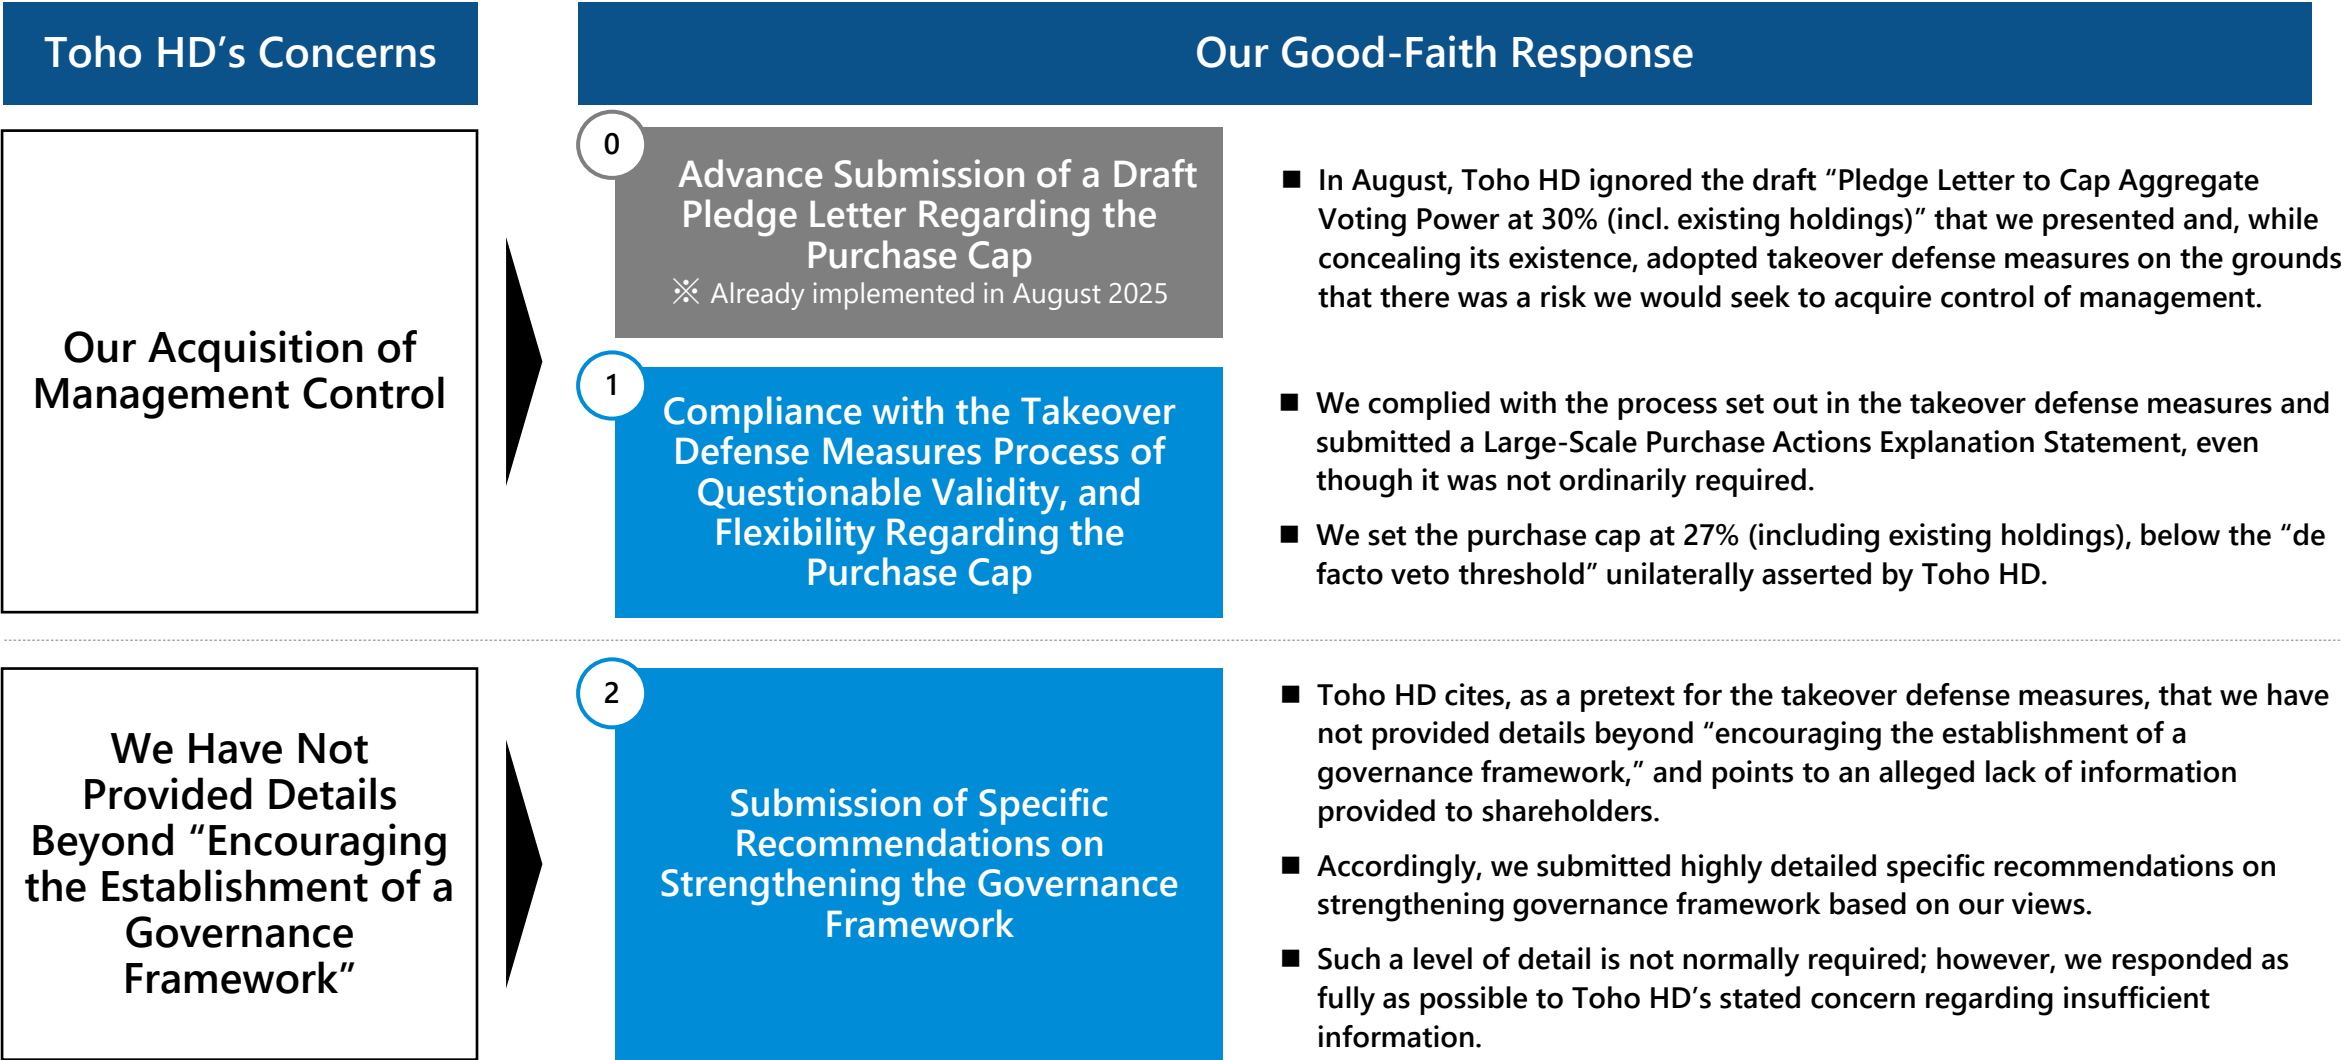 Toho HD’s Concerns
Our Good-Faith Response
Our Acquisition of
Management Control
0
Advance Submission of a Draft
Pledge Letter Regarding the
Purchase Cap
※ Already implemented in August 2025
■ In August, Toho HD ignored the draft “Pledge Letter to Cap Aggregate
Voting Power at 30% (incl. existing holdings)” that we presented and, while
concealing its existence, adopted takeover defense measures on the grounds
that there was a risk we would seek to acquire control of management.
1
Compliance with the Takeover
Defense Measures Process of
Questionable Validity, and
Flexibility Regarding the
Purchase Cap
■ We complied with the process set out in the takeover defense measures and
submitted a Large-Scale Purchase Actions Explanation Statement, even
though it was not ordinarily required.
■ We set the purchase cap at 27% (including existing holdings), below the “de
facto veto threshold” unilaterally asserted by Toho HD.
We Have Not
Provided Details
Beyond “Encouraging
the Establishment of a
Governance
Framework”
2
Submission of Specific
Recommendations on
Strengthening the Governance
Framework
■ Toho HD cites, as a pretext for the takeover defense measures, that we have
not provided details beyond “encouraging the establishment of a
governance framework,” and points to an alleged lack of information
provided to shareholders.
■ Accordingly, we submitted highly detailed specific recommendations on
strengthening governance framework based on our views.
■ Such a level of detail is not normally required; however, we responded as
fully as possible to Toho HD’s stated concern regarding insufficient
information.